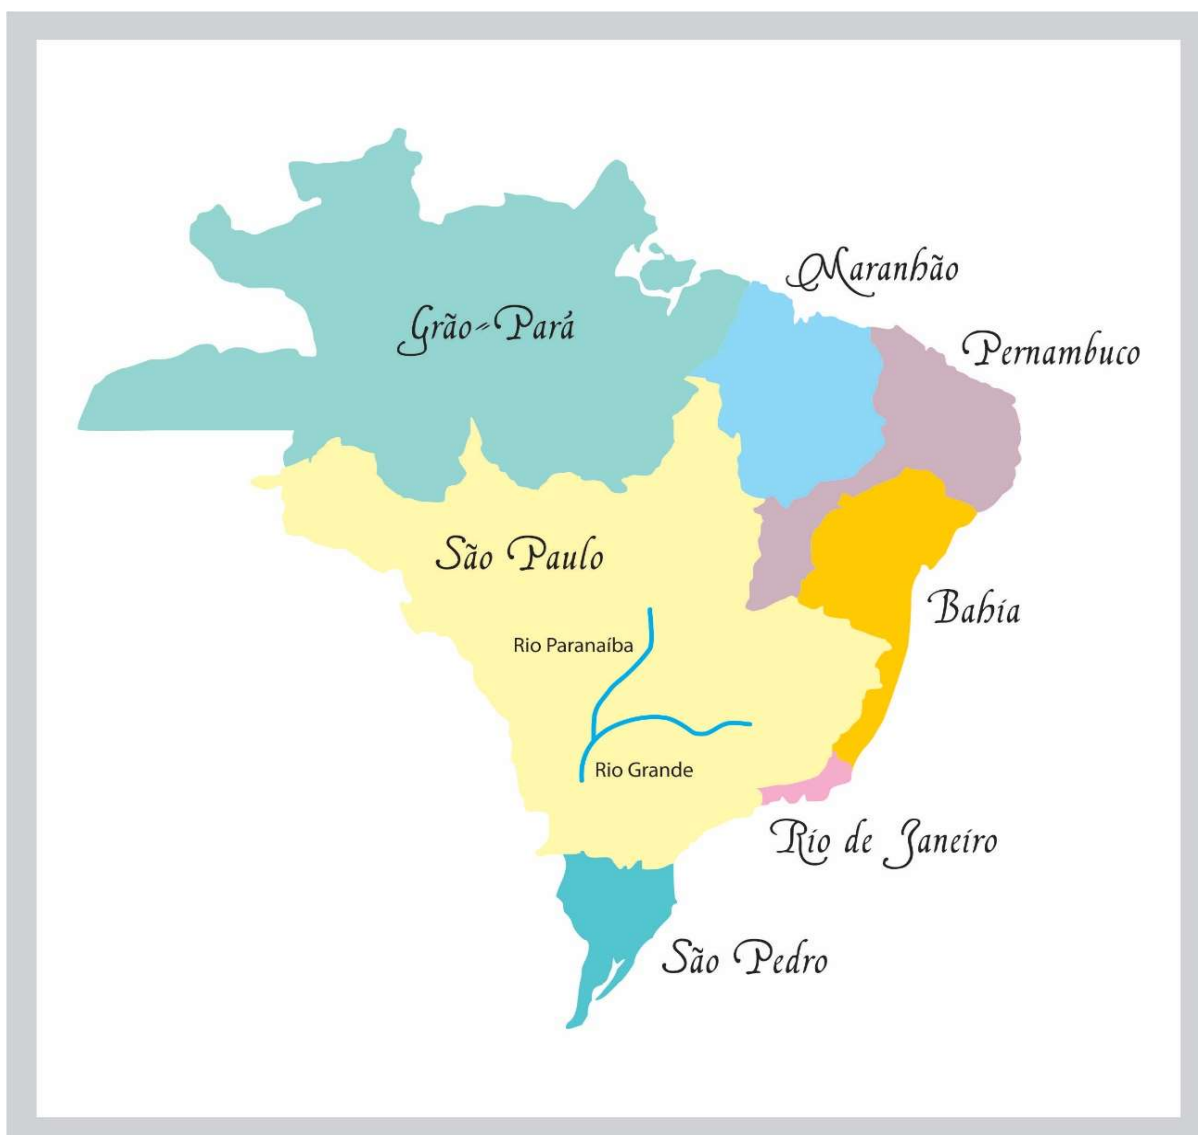 Maranhão
Grão-Pará
Pernambuco
São Paulo
Bahia
Rio Paranaíba
Rio Grande
Rio de Janeiro
São Pedro